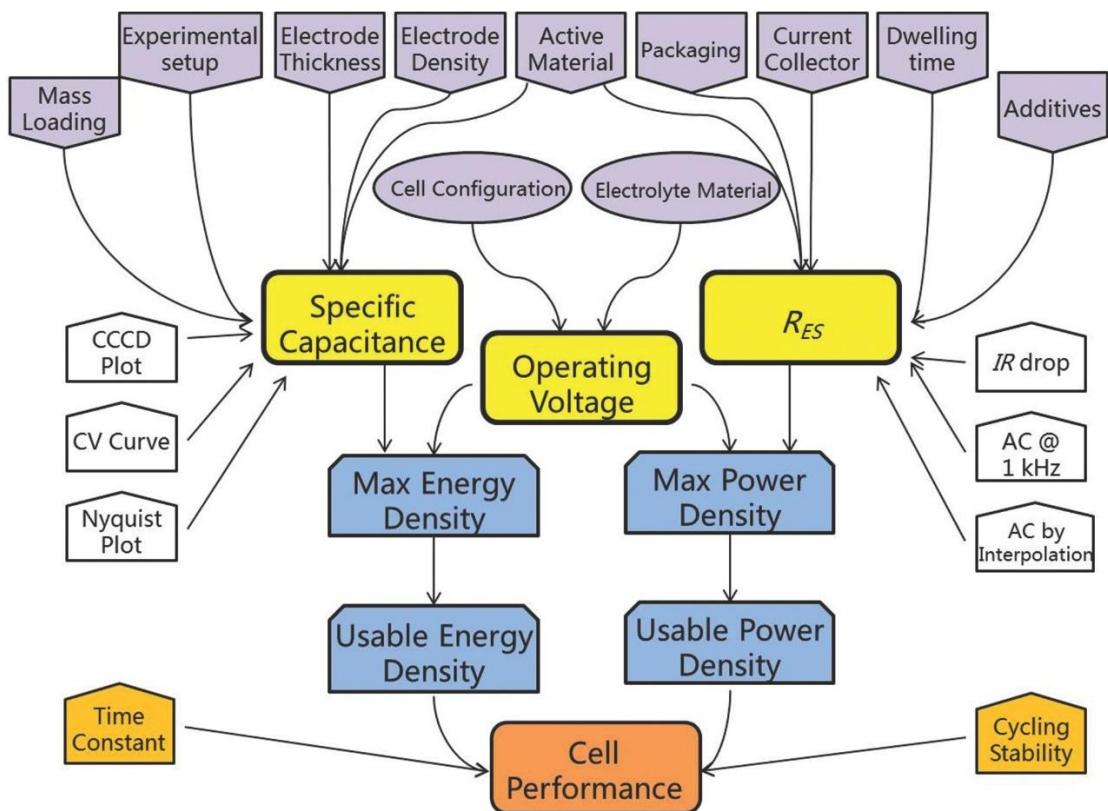 Mass
Loading
Experimental
setup
Electrode
Thickness
Electrode
Density
Active
Material
Packaging
Current
Collector
Dwelling
time
Additives
Cell Configuration
Electrolyte Material
Specific
Capacitance
Operating
Voltage
R_ES
CCCD
Plot
CV Curve
Nyquist
Plot
IR drop
AC @
1 kHz
AC by
Interpolation
Max Energy
Density
Max Power
Density
Usable Energy
Density
Usable Power
Density
Time
Constant
Cell
Performance
Cycling
Stability